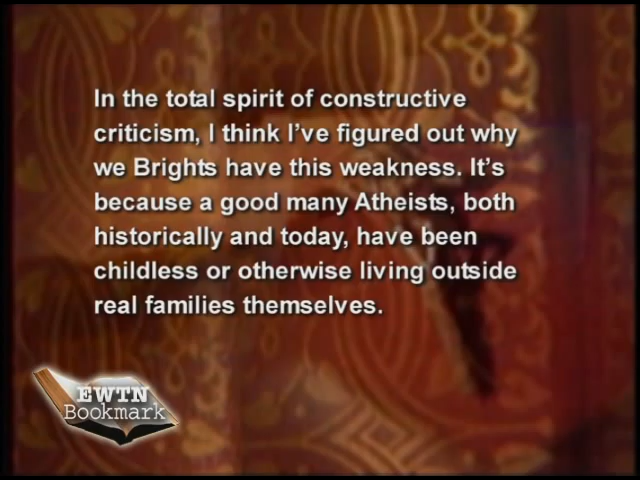 In the total spirit of constructive
criticism, I think I've figured out why
we Brights have this weakness. It's
because a good many Atheists, both
historically and today, have been
childless or otherwise living outside
real families themselves.
EWTN
Bookmark